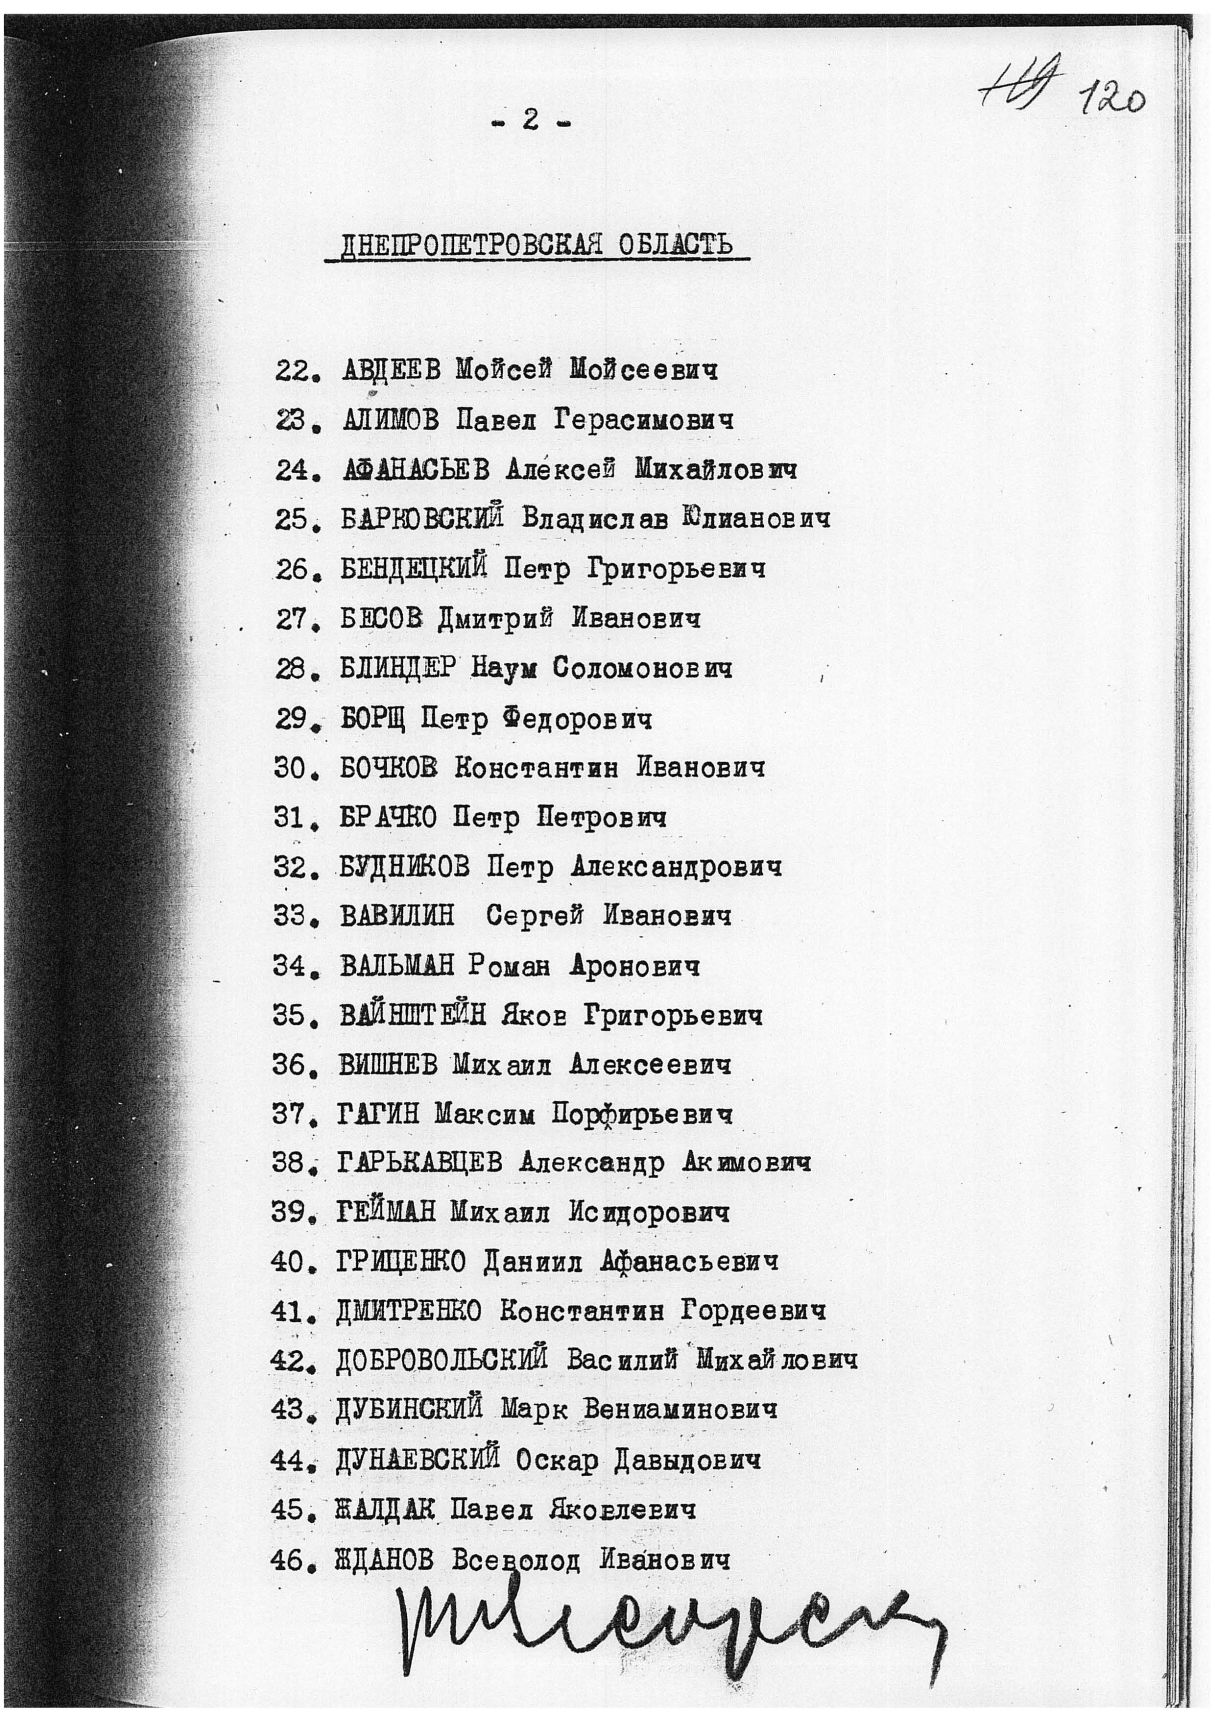 120
- 2 -
ДНЕПРОПЕТРОВСКАЯ ОБЛАСТЬ
22. АВДЕЕВ Мойсей Мойсеевич
23. АЛИМОВ Павел Герасимович
24. АФАНАСЬЕВ Алексей Михайлович
25. БАРКОВСКИЙ Владислав Юлианович
26. БЕНДЕЦКИЙ Петр Григорьевич
27. БЕСОВ Дмитрий Иванович
28. БЛИНДЕР Наум Соломонович
29. БОРЩ Петр Федорович
30. БОЧКОВ Константин Иванович
31. БРАЧКО Петр Петрович
32. БУДНИКОВ Петр Александрович
33. ВАВИЛИН Сергей Иванович
34. ВАЛЬМАН Роман Аронович
35. ВАЙНШТЕЙН Яков Григорьевич
36. ВИШНЕВ Михаил Алексеевич
37. ГАГИН Максим Порфирьевич
38. ГАРЬКАВЦЕВ Александр Акимович
39. ГЕЙМАН Михаил Исидорович
40. ГРИЦЕНКО Даниил Афанасьевич
41. ДМИТРЕНКО Константин Гордеевич
42. ДОБРОВОЛЬСКИЙ Василий Михайлович
43. ДУБИНСКИЙ Марк Вениаминович
44. ДУНАЕВСКИЙ Оскар Давыдович
45. ЖАЛДАК Павел Яковлевич
46. ЖДАНОВ Всеволод Иванович